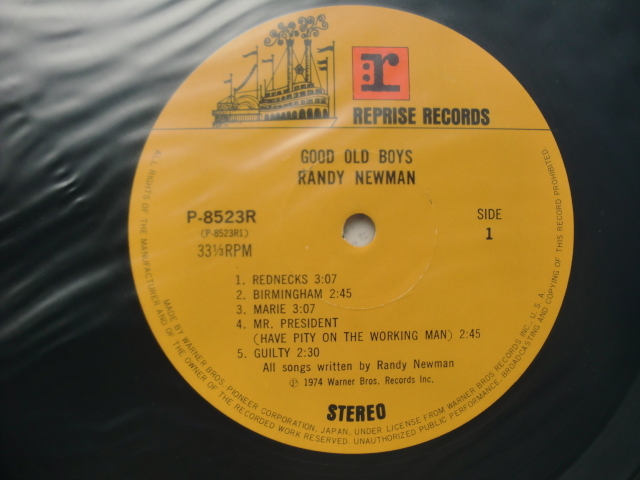 r
REPRISE RECORDS
GOOD OLD BOYS
RANDY NEWMAN
P-8523R
(P-8523R1)
33⅓RPM
SIDE
1
1. REDNECKS 3:07
2. BIRMINGHAM 2:45
3. MARIE 3:07
4. MR. PRESIDENT
(HAVE PITY ON THE WORKING MAN) 2:45
5. GUILTY 2:30
All songs written by Randy Newman
℗ 1974 Warner Bros. Records Inc.
STEREO
MADE BY WARNER BROS. PIONEER CORPORATION, JAPAN, UNDER LICENSE FROM WARNER BROS RECORDS INC., U. S. A.
ALL RIGHTS OF THE MANUFACTURER AND OF THE OWNER OF THE RECORDED WORK RESERVED. UNAUTHORIZED PUBLIC PERFORMANCE, BROADCASTING AND COPYING OF THIS RECORD PROHIBITED